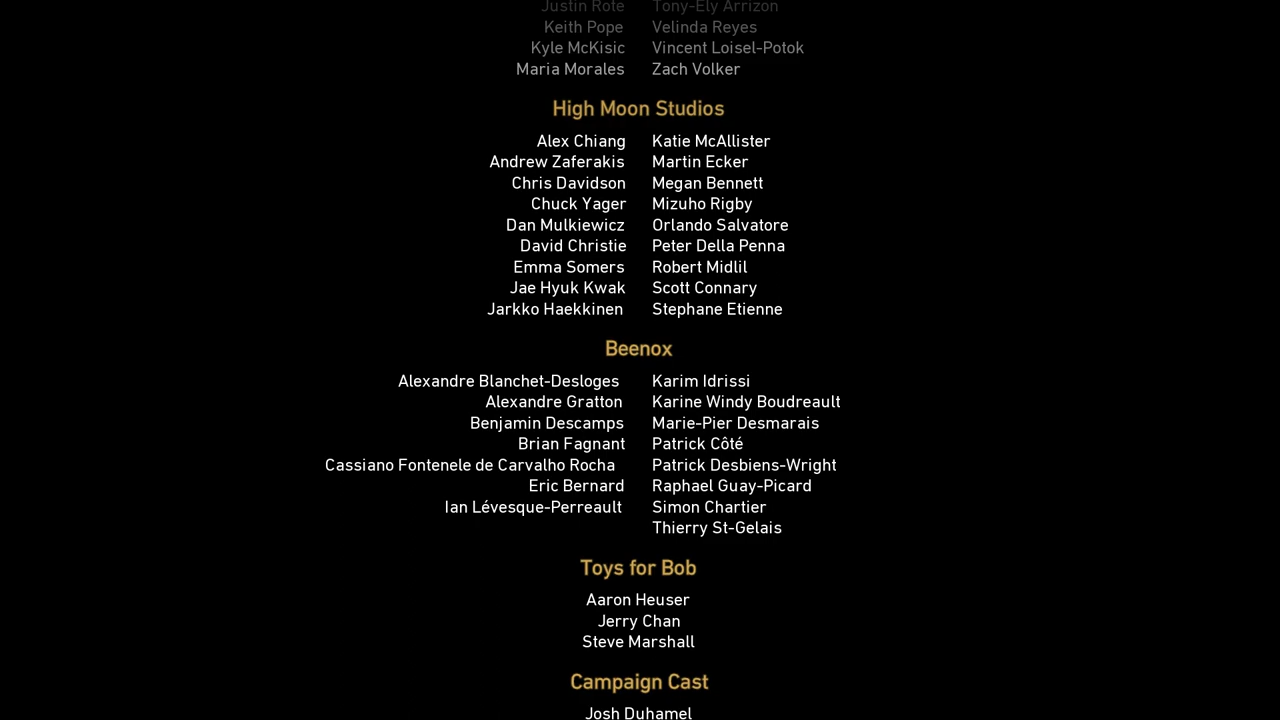 Justin Rote Tony-Ely Arrizon
Keith Pope Velinda Reyes
Kyle McKisic Vincent Loisel-Potok
Maria Morales Zach Volker
High Moon Studios
Alex Chiang Katie McAllister
Andrew Zaferakis Martin Ecker
Chris Davidson Megan Bennett
Chuck Yager Mizuho Rigby
Dan Mulkiewicz Orlando Salvatore
David Christie Peter Della Penna
Emma Somers Robert Midlil
Jae Hyuk Kwak Scott Connary
Jarkko Haekkinen Stephane Etienne
Beenox
Alexandre Blanchet-Desloges Karim Idrissi
Alexandre Gratton Karine Windy Boudreault
Benjamin Descamps Marie-Pier Desmarais
Brian Fagnant Patrick Côté
Cassiano Fontenele de Carvalho Rocha Patrick Desbiens-Wright
Eric Bernard Raphael Guay-Picard
Ian Lévesque-Perreault Simon Chartier
Thierry St-Gelais
Toys for Bob
Aaron Heuser
Jerry Chan
Steve Marshall
Campaign Cast
Josh Duhamel